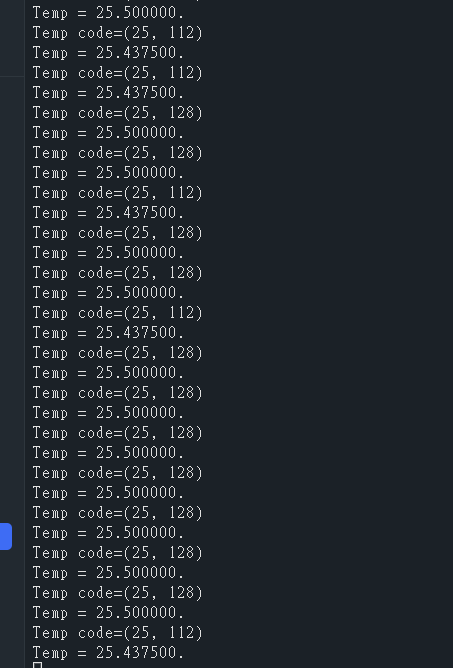 Temp = 25.500000.
Temp code=(25, 112)
Temp = 25.437500.
Temp code=(25, 112)
Temp = 25.437500.
Temp code=(25, 128)
Temp = 25.500000.
Temp code=(25, 128)
Temp = 25.500000.
Temp code=(25, 112)
Temp = 25.437500.
Temp code=(25, 128)
Temp = 25.500000.
Temp code=(25, 128)
Temp = 25.500000.
Temp code=(25, 112)
Temp = 25.437500.
Temp code=(25, 128)
Temp = 25.500000.
Temp code=(25, 128)
Temp = 25.500000.
Temp code=(25, 128)
Temp = 25.500000.
Temp code=(25, 128)
Temp = 25.500000.
Temp code=(25, 128)
Temp = 25.500000.
Temp code=(25, 128)
Temp = 25.500000.
Temp code=(25, 128)
Temp = 25.500000.
Temp code=(25, 112)
Temp = 25.437500.